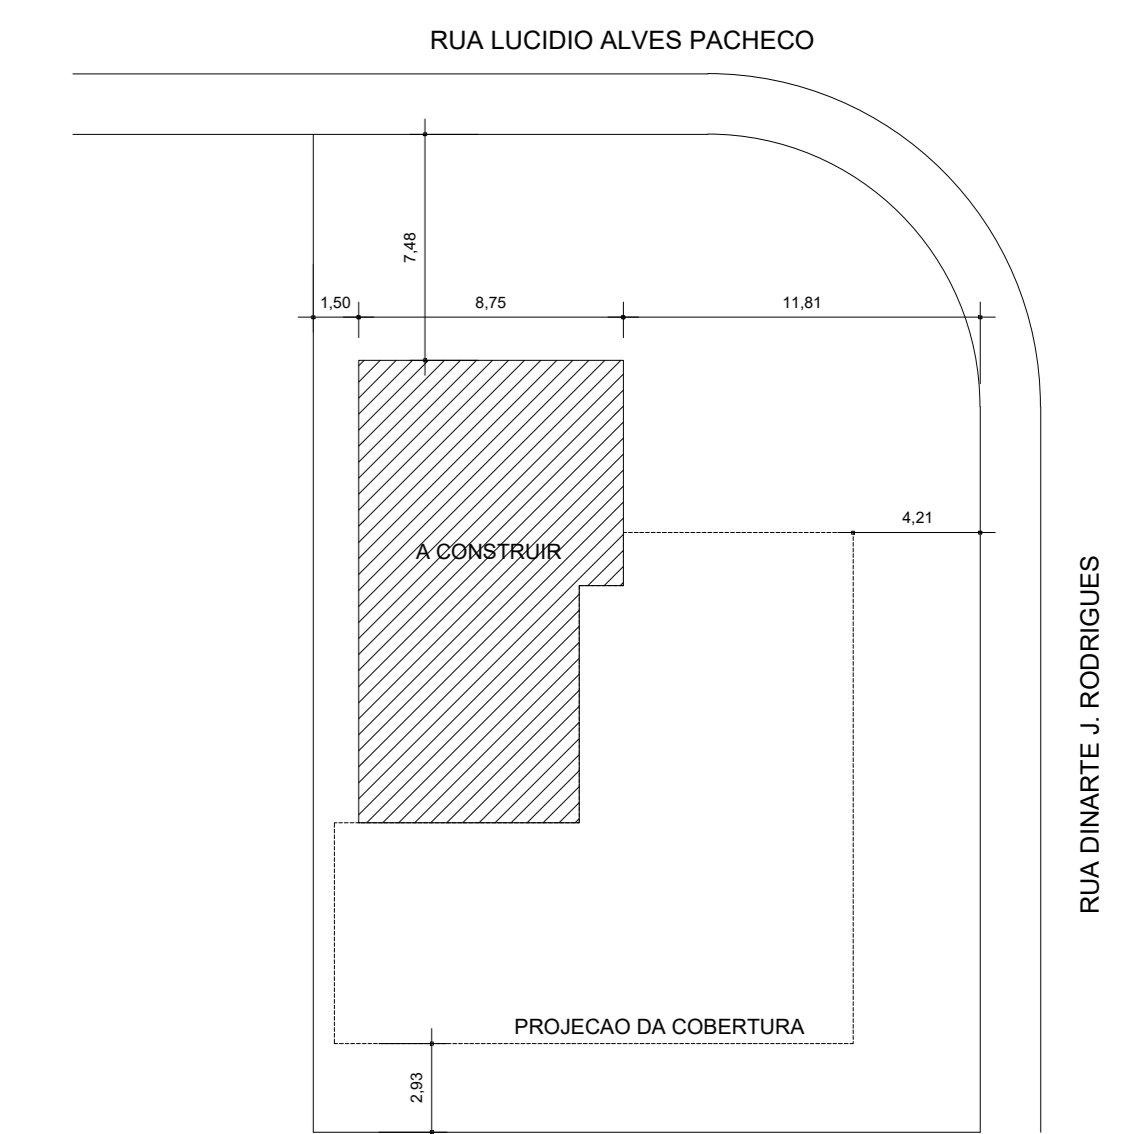 RUA LUCIDIO ALVES PACHECO
7,48
1,50
8,75
11,81
4,21
A CONSTRUIR
RUA DINARTE J. RODRIGUES
PROJECAO DA COBERTURA
2,93